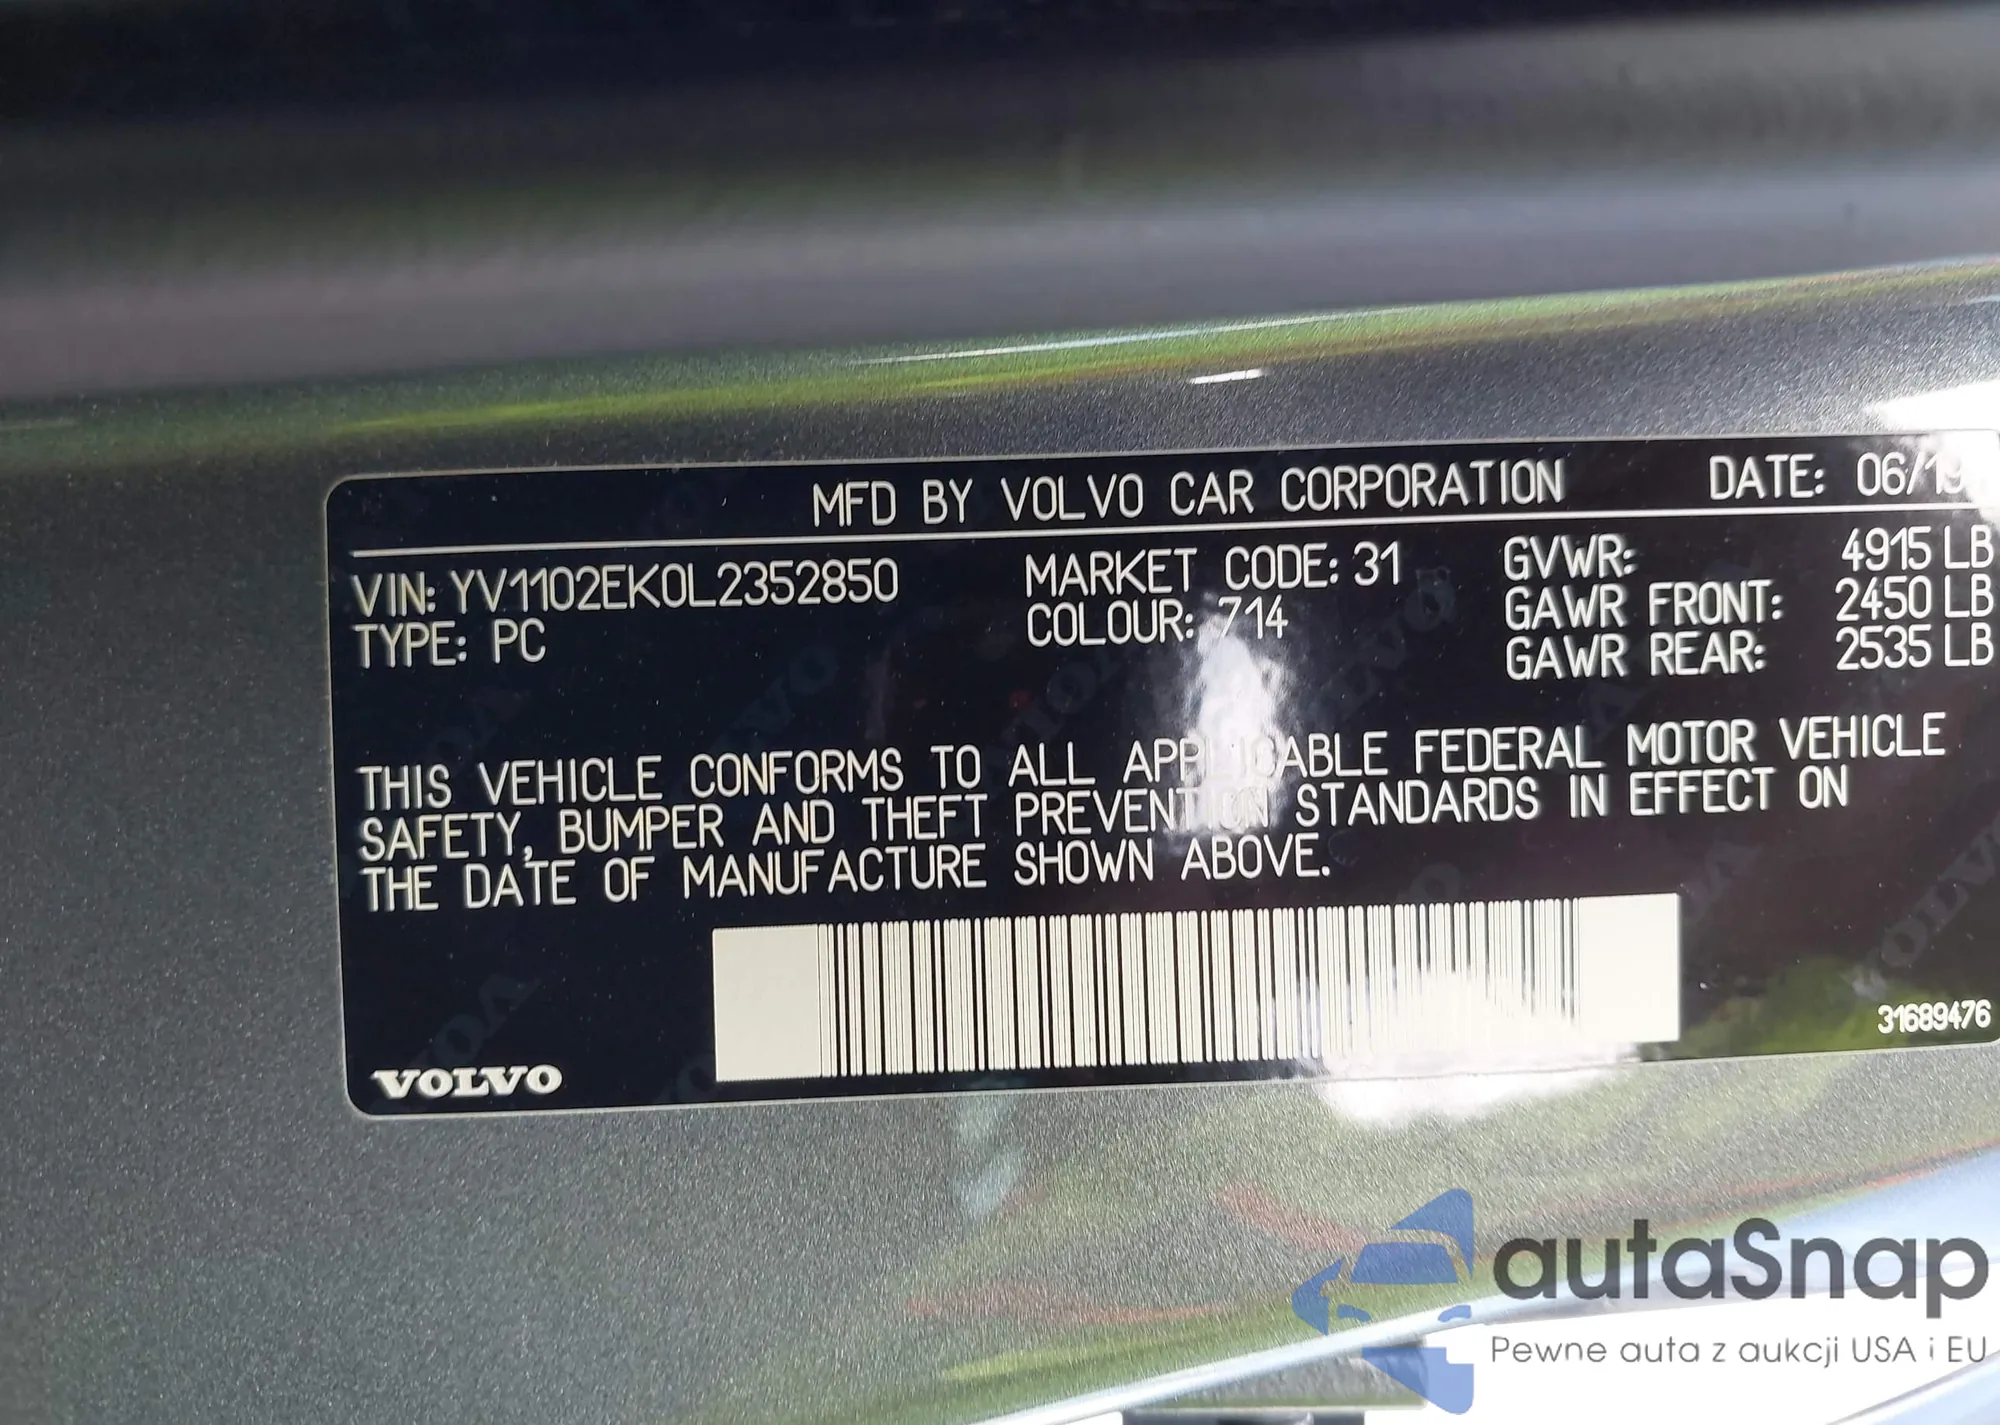 MFD BY VOLVO CAR CORPORATION DATE: 06/19
VIN: YV1102EK0L2352850 MARKET CODE: 31 GVWR: 4915 LB
TYPE: PC COLOUR: 714 GAWR FRONT: 2450 LB
GAWR REAR: 2535 LB
THIS VEHICLE CONFORMS TO ALL APPLICABLE FEDERAL MOTOR VEHICLE
SAFETY, BUMPER AND THEFT PREVENTION STANDARDS IN EFFECT ON
THE DATE OF MANUFACTURE SHOWN ABOVE.
31689476
VOLVO
autaSnap
Pewne auta z aukcji USA i EU